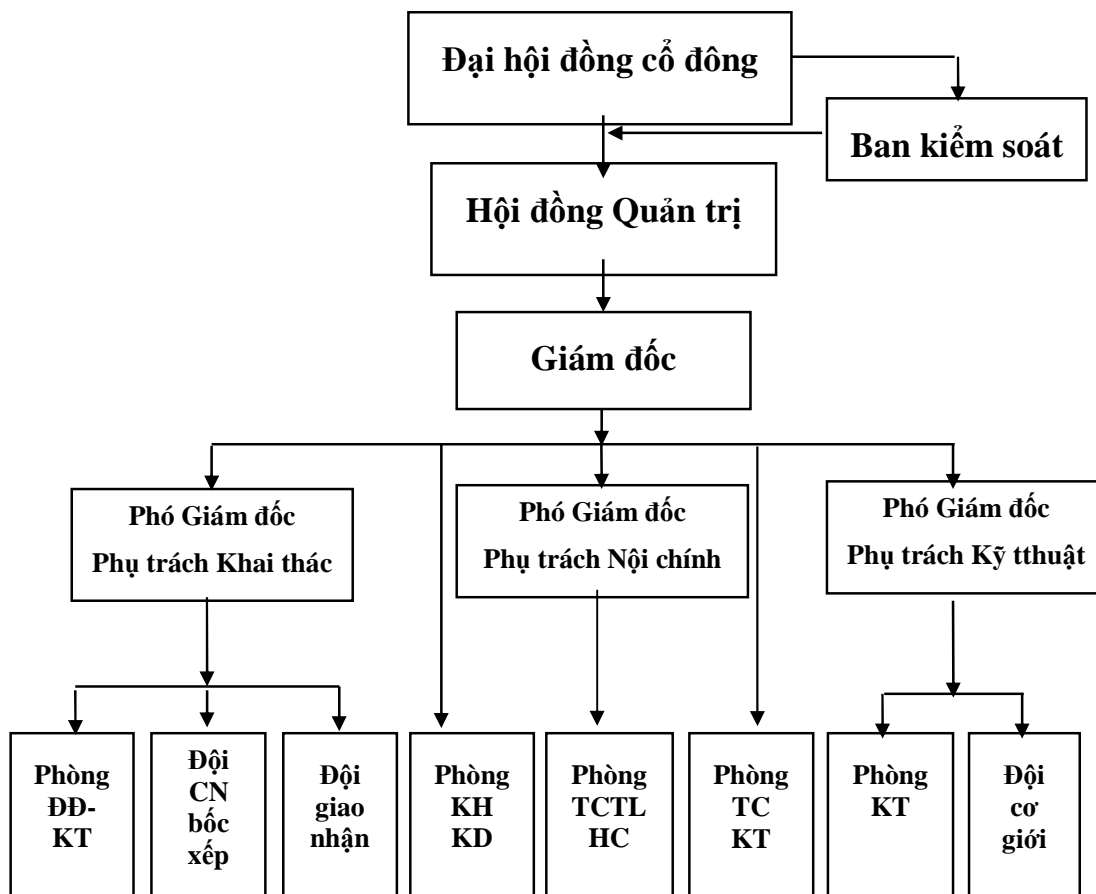 Đại hội đồng cổ đông
Ban kiểm soát
Hội đồng Quản trị
Giám đốc
Phó Giám đốc
Phụ trách Khai thác
Phó Giám đốc
Phụ trách Nội chính
Phó Giám đốc
Phụ trách Kỹ tthuật
Phòng
ĐĐ-
KT
Đội
CN
bốc
xếp
Đội
giao
nhận
Phòng
KH
KD
Phòng
TCTL
HC
Phòng
TC
KT
Phòng
KT
Đội
cơ
giới